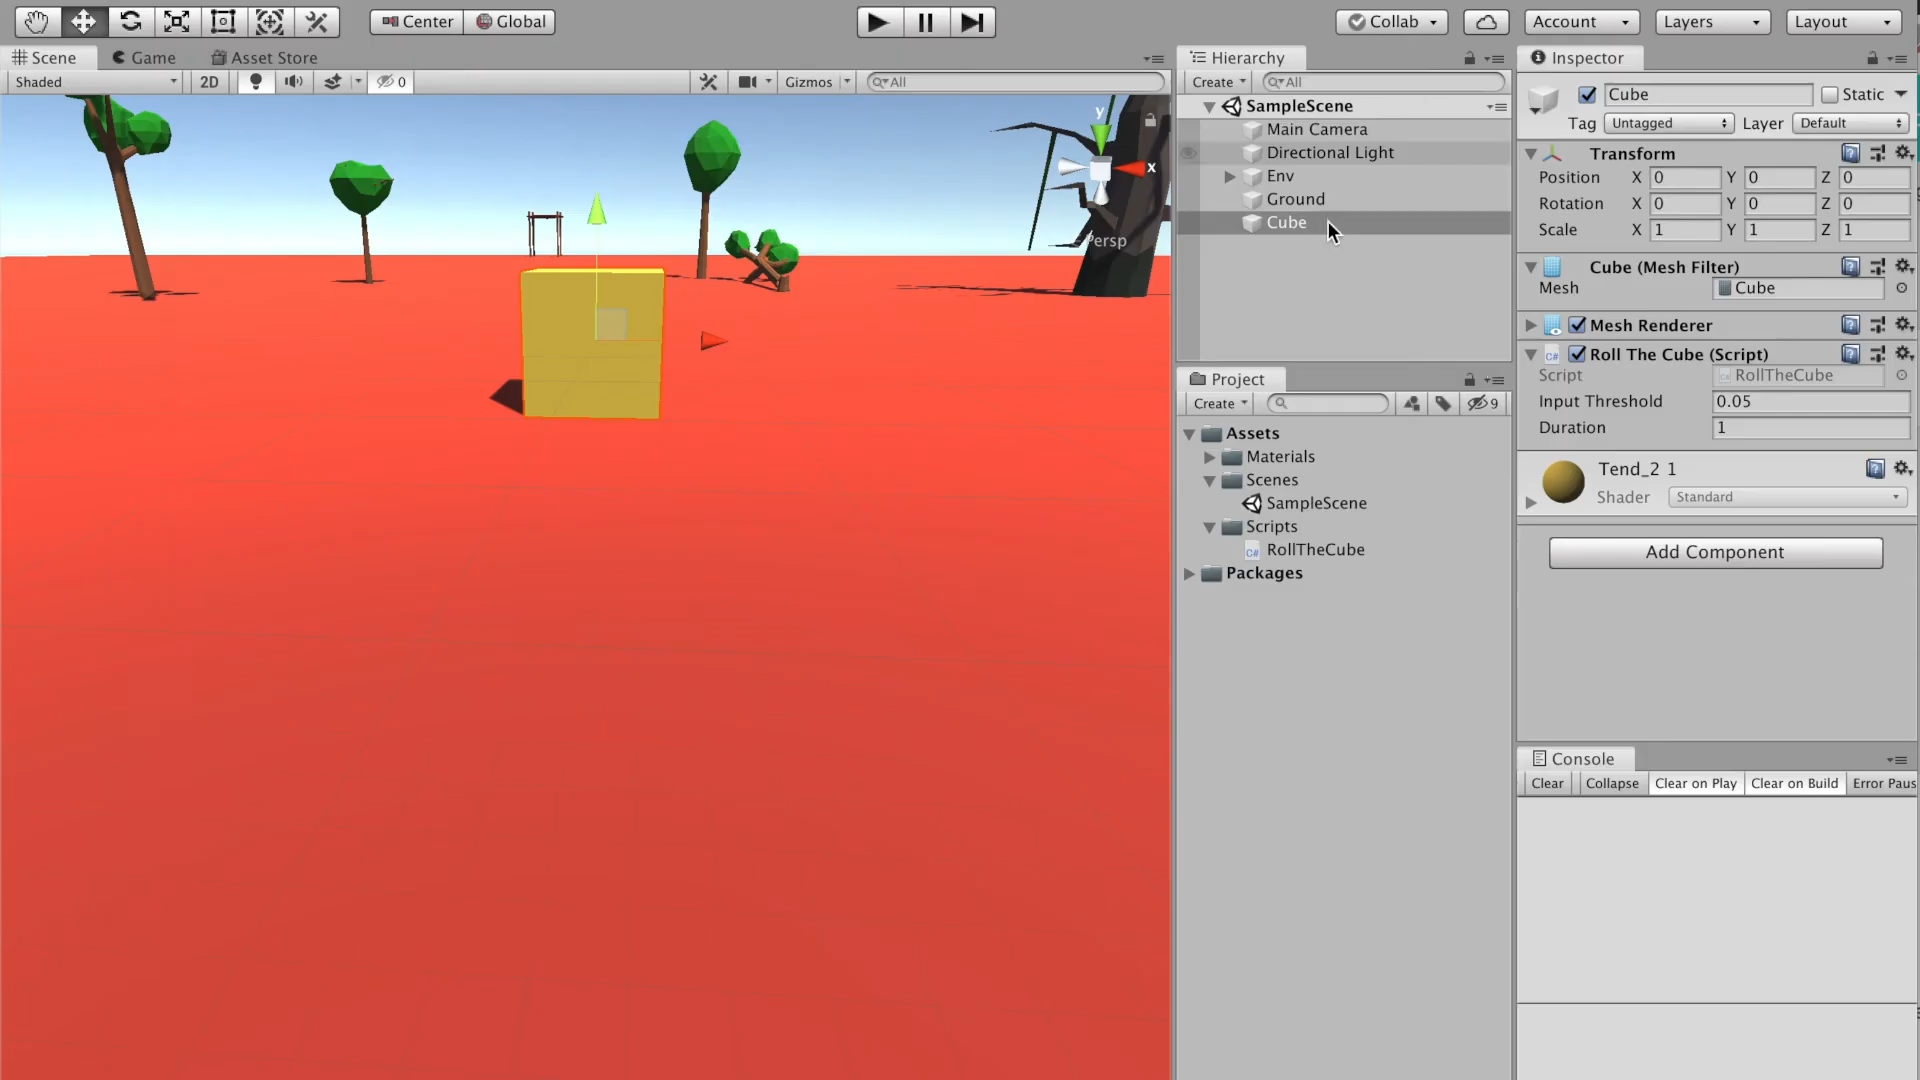 Center Global Collab Account Layers Layout
Scene Game Asset Store
Shaded 2D 0 Gizmos All
y
x
Persp
Hierarchy
Create All
SampleScene
Main Camera
Directional Light
Env
Ground
Cube
Project
Create 9
Assets
Materials
Scenes
SampleScene
Scripts
C# RollTheCube
Packages
Inspector
Cube Static
Tag Untagged Layer Default
Transform
Position X 0 Y 0 Z 0
Rotation X 0 Y 0 Z 0
Scale X 1 Y 1 Z 1
Cube (Mesh Filter)
Mesh Cube
Mesh Renderer
C# Roll The Cube (Script)
Script RollTheCube
Input Threshold 0.05
Duration 1
Tend_2 1
Shader Standard
Add Component
Console
Clear Collapse Clear on Play Clear on Build Error Paus